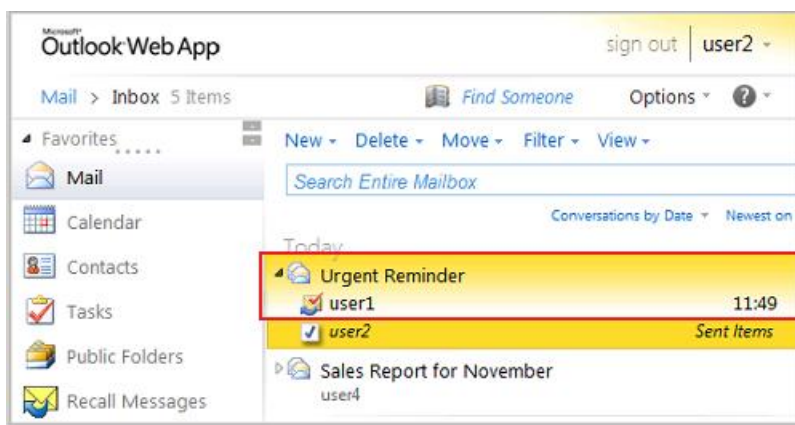 Microsoft®
Outlook Web App
sign out user2
Mail > Inbox 5 Items
Find Someone Options ?
Favorites
Mail
Calendar
Contacts
Tasks
Public Folders
Recall Messages
New Delete Move Filter View
Search Entire Mailbox
Conversations by Date Newest on
Today
Urgent Reminder
user1 11:49
user2 Sent Items
Sales Report for November
user4